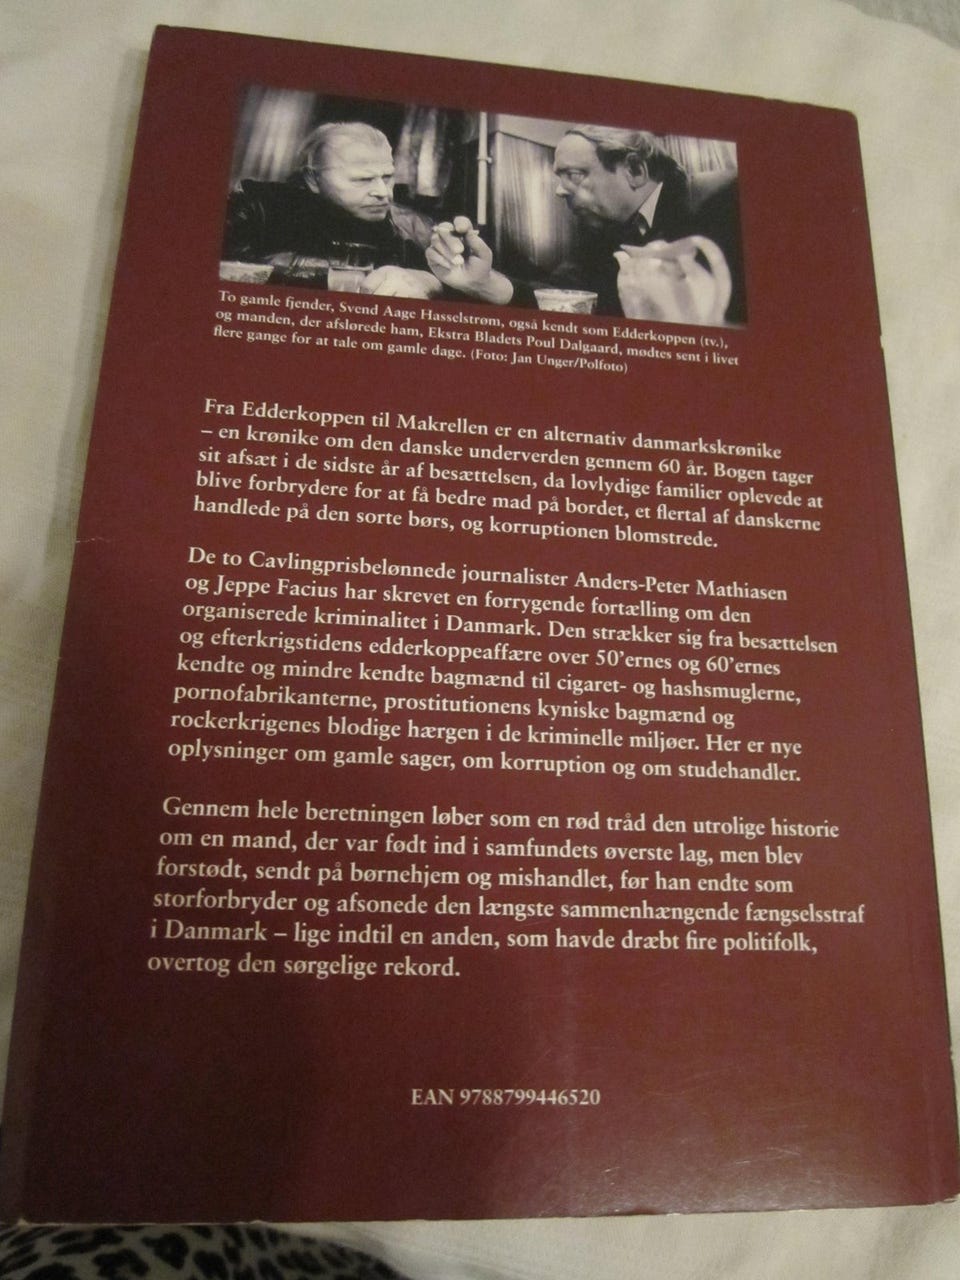 To gamle fjender, Svend Aage Hasselstrøm, også kendt som Edderkoppen (tv.),
og manden, der afslørede ham, Ekstra Bladets Poul Dalgaard, mødtes sent i livet
flere gange for at tale om gamle dage. (Foto: Jan Unger/Polfoto)
Fra Edderkoppen til Makrellen er en alternativ danmarkskrønike
– en krønike om den danske underverden gennem 60 år. Bogen tager
sit afsæt i de sidste år af besættelsen, da lovlydige familier oplevede at
blive forbrydere for at få bedre mad på bordet, et flertal af danskerne
handlede på den sorte børs, og korruptionen blomstrede.
De to Cavlingprisbelønnede journalister Anders-Peter Mathiasen
og Jeppe Facius har skrevet en forrygende fortælling om den
organiserede kriminalitet i Danmark. Den strækker sig fra besættelsen
og efterkrigstidens edderkoppeaffære over 50'ernes og 60'ernes
kendte og mindre kendte bagmænd til cigaret- og hashsmuglerne,
pornofabrikanterne, prostitutionens kyniske bagmænd og
rockerkrigenes blodige hærgen i de kriminelle miljøer. Her er nye
oplysninger om gamle sager, om korruption og om studehandler.
Gennem hele beretningen løber som en rød tråd den utrolige historie
om en mand, der var født ind i samfundets øverste lag, men blev
forstødt, sendt på børnehjem og mishandlet, før han endte som
storforbryder og afsonede den længste sammenhængende fængselsstraf
i Danmark – lige indtil en anden, som havde dræbt fire politifolk,
overtog den sørgelige rekord.
EAN 9788799446520